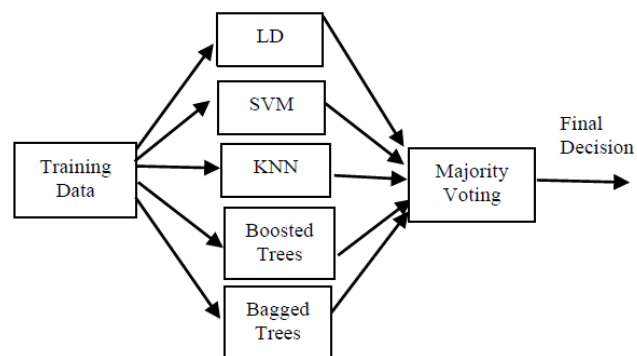 LD
SVM
Final
Decision
Training
Data
KNN
Majority
Voting
Boosted
Trees
Bagged
Trees